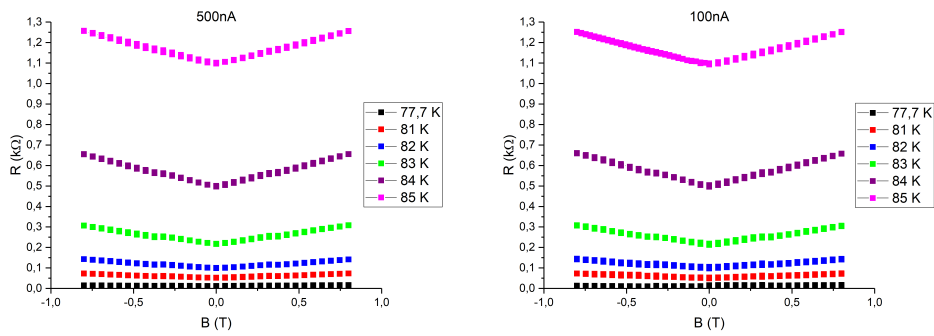 500nA
1,3
1,2
1,1
1,0
0,9
0,8
0,7
0,6
0,5
0,4
0,3
0,2
0,1
0,0
R (kΩ)
-1,0
-0,5
0,0
0,5
1,0
B (T)
77,7 K
81 K
82 K
83 K
84 K
85 K
100nA
1,3
1,2
1,1
1,0
0,9
0,8
0,7
0,6
0,5
0,4
0,3
0,2
0,1
0,0
R (kΩ)
-1,0
-0,5
0,0
0,5
1,0
B (T)
77,7 K
81 K
82 K
83 K
84 K
85 K